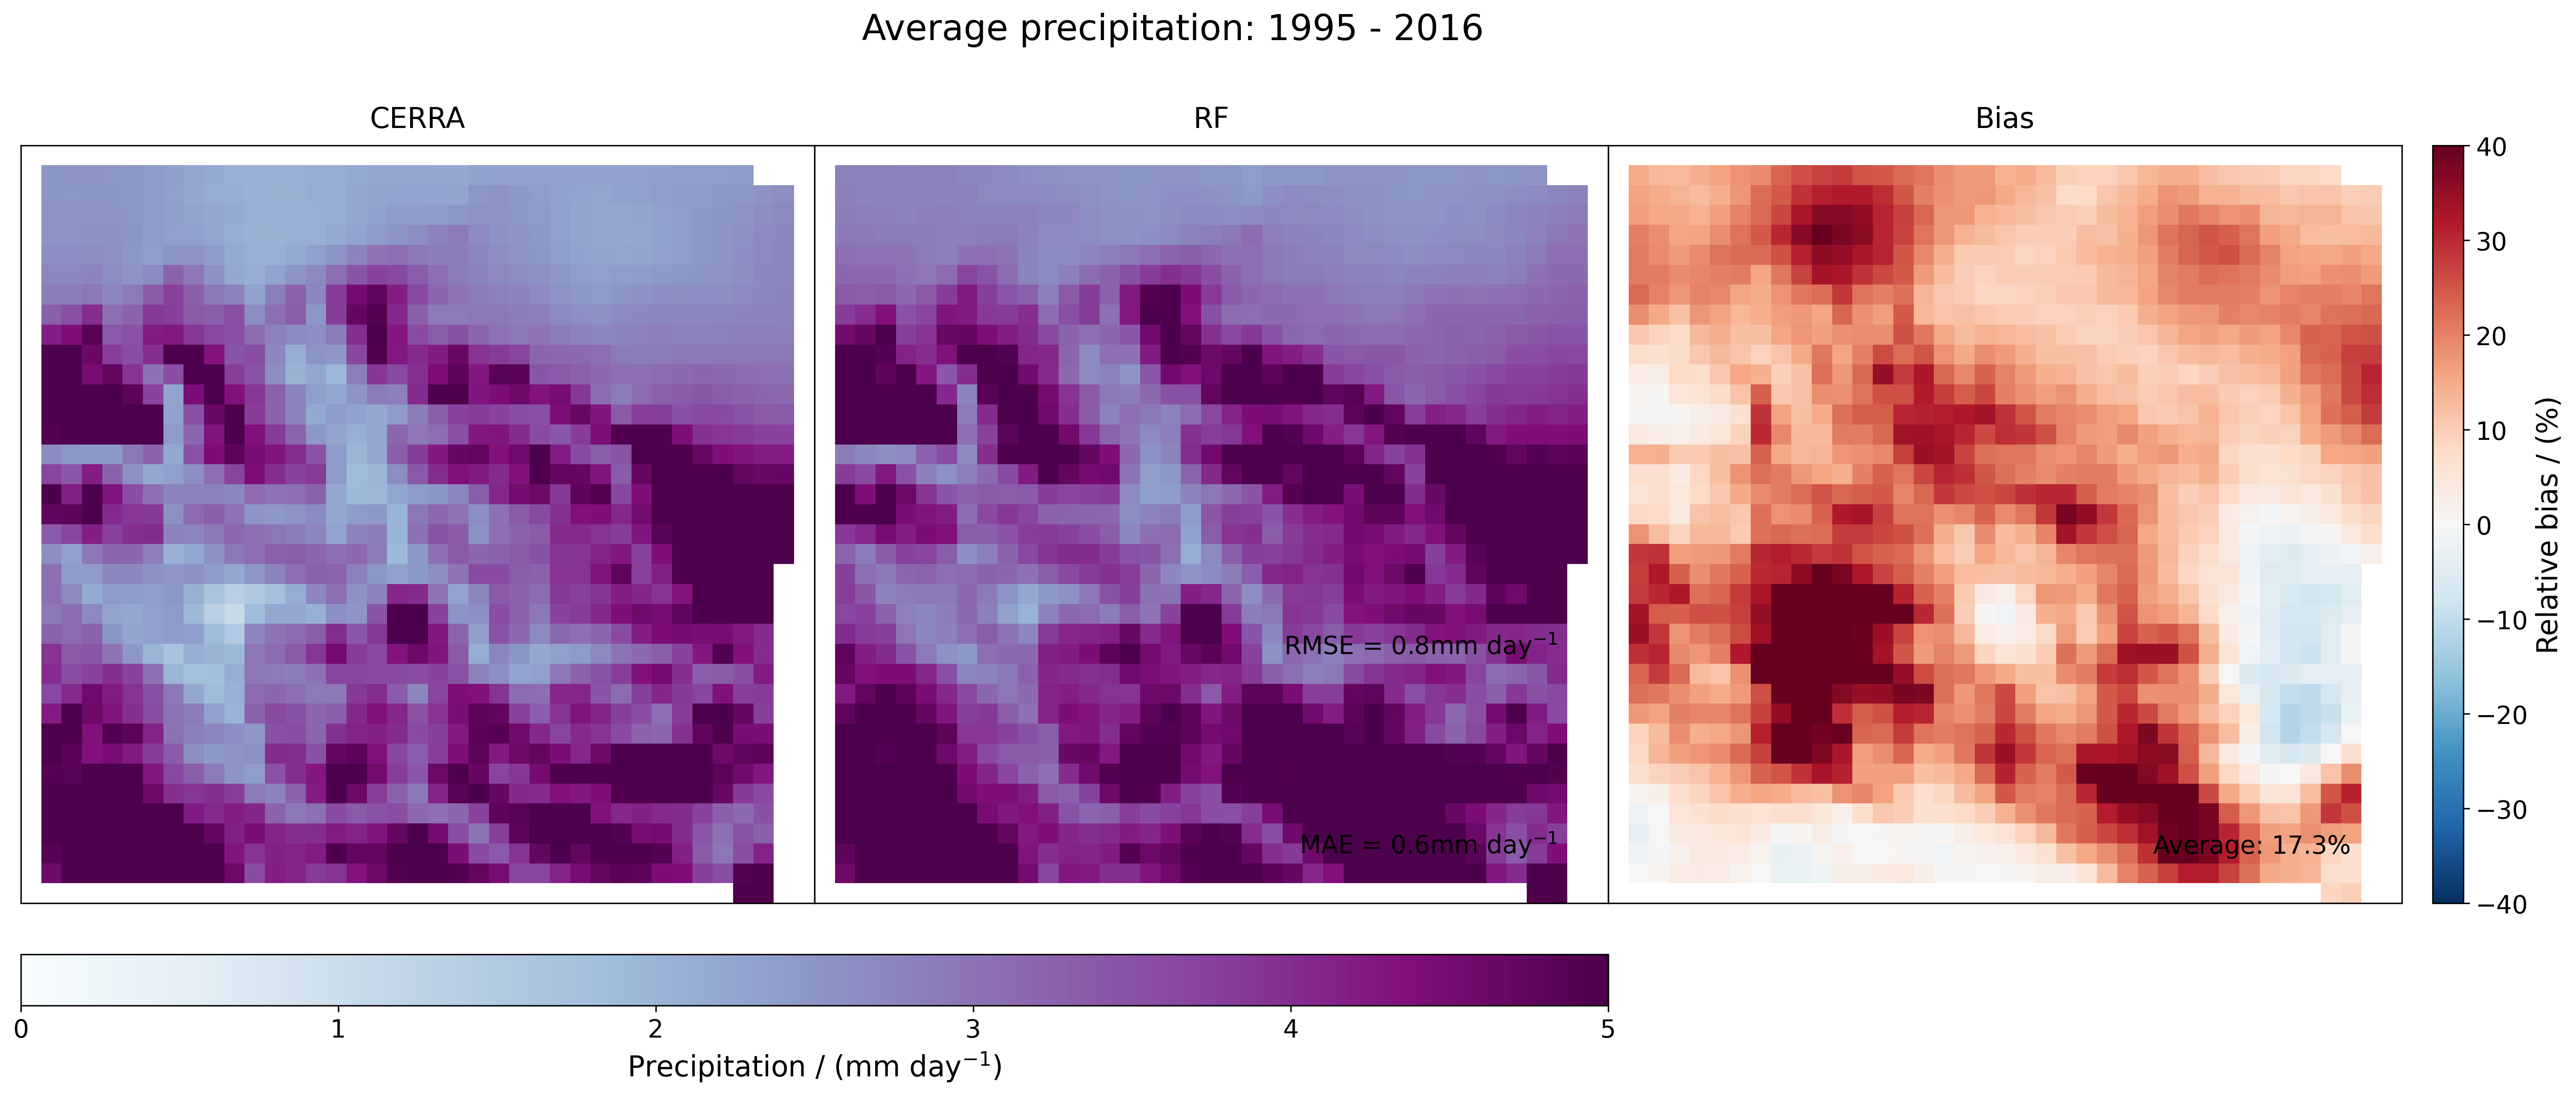 Average precipitation: 1995 - 2016
CERRA
RF
Bias
RMSE = 0.8mm day⁻¹
MAE = 0.6mm day⁻¹
Average: 17.3%
40
30
20
10
0
−10
−20
−30
−40
Relative bias / (%)
0 1 2 3 4 5
Precipitation / (mm day⁻¹)